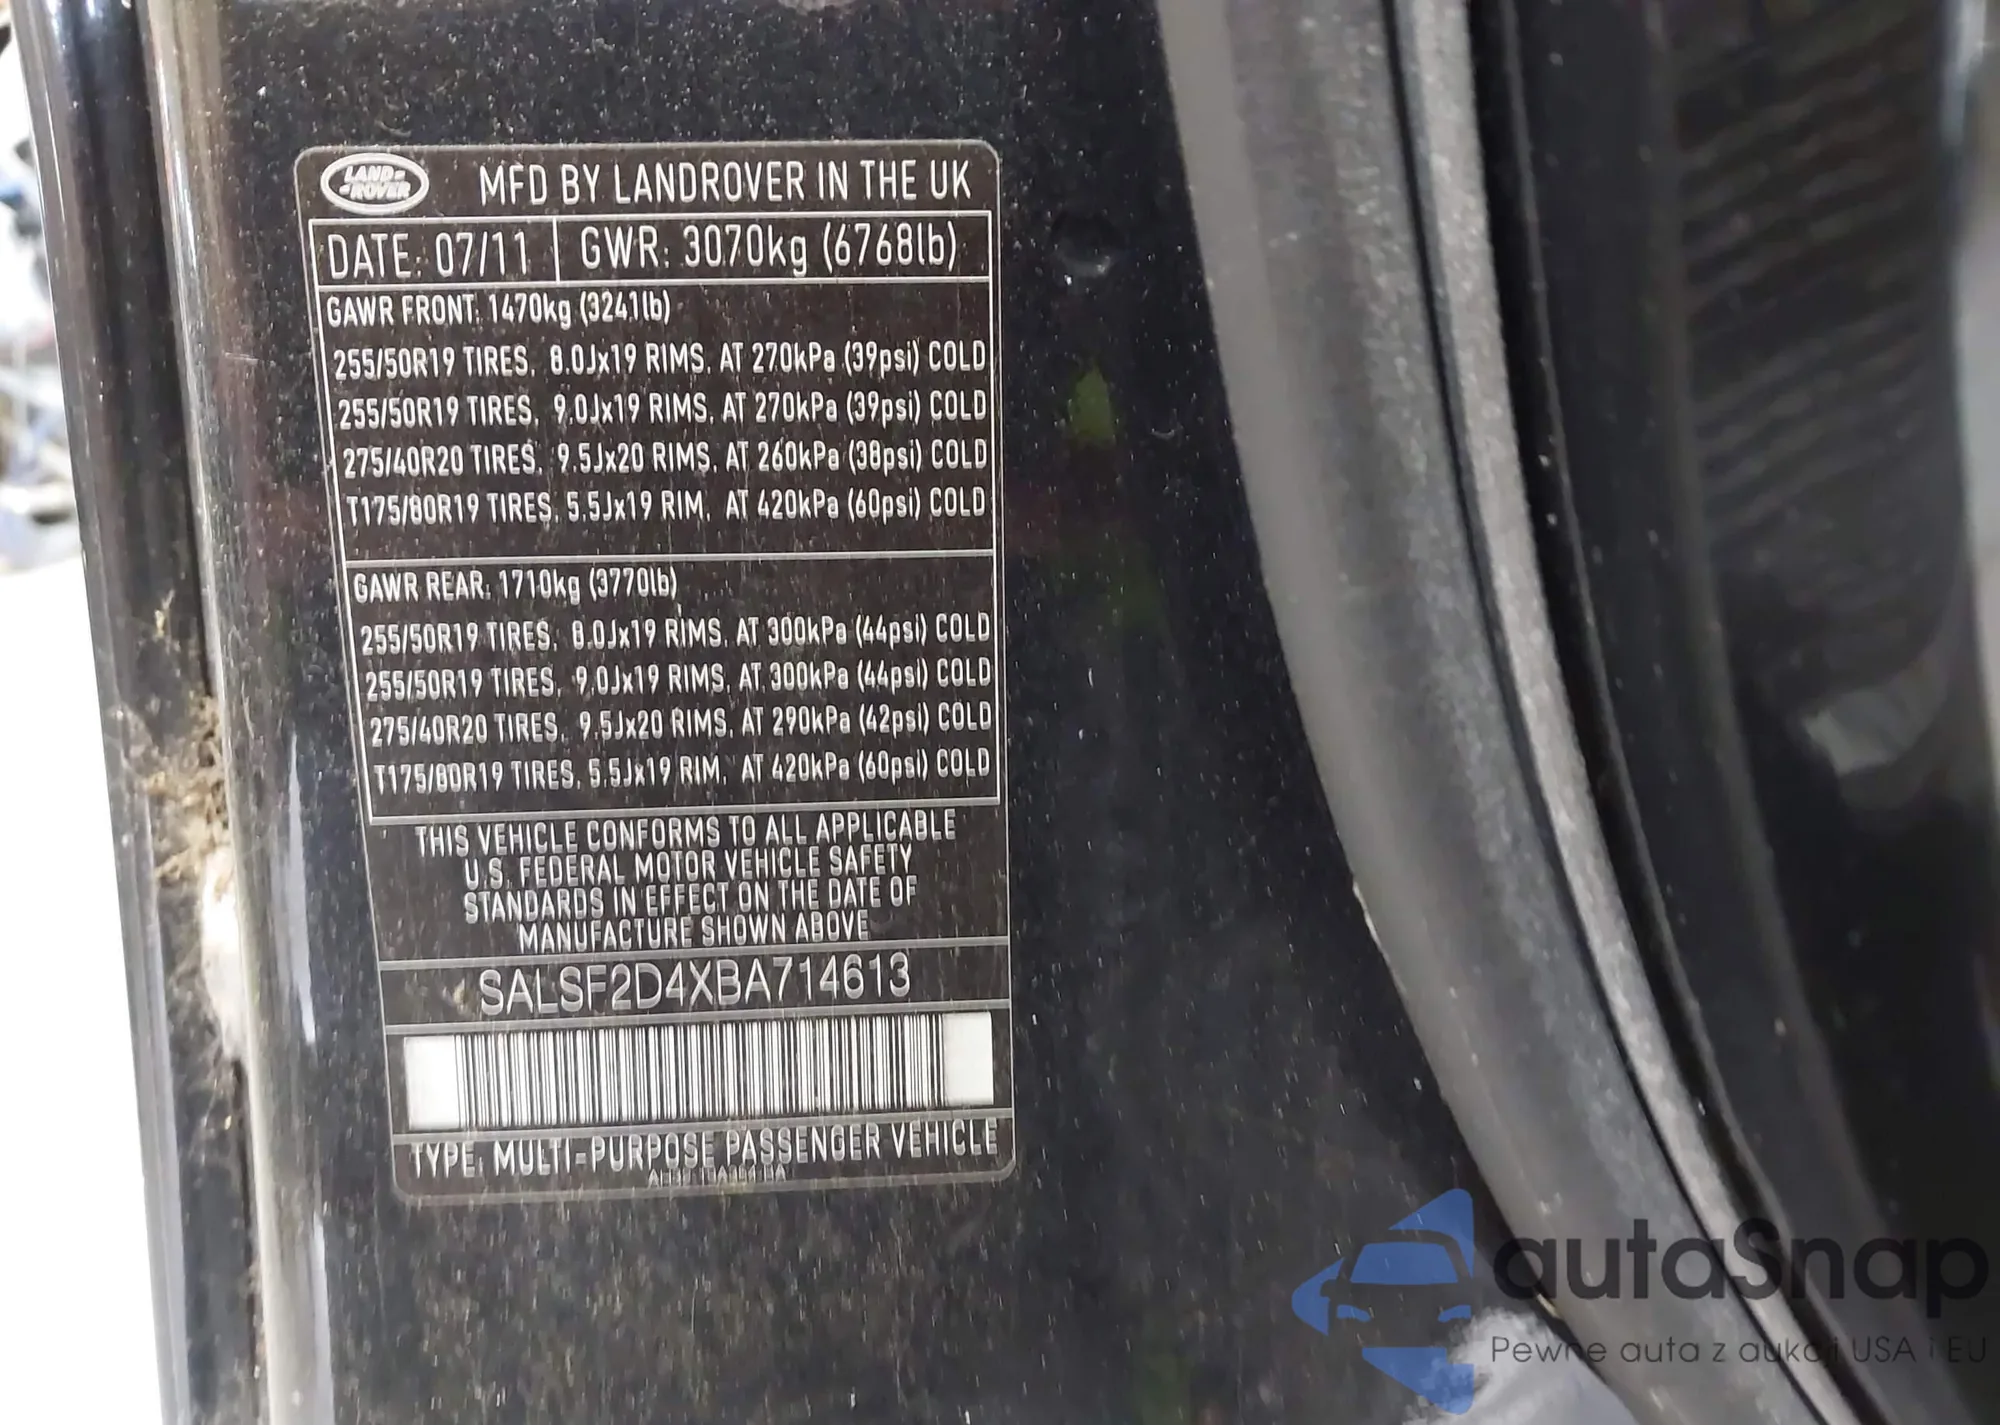 LAND-
-ROVER
MFD BY LANDROVER IN THE UK
DATE: 07/11 GWR: 3070kg (6768lb)
GAWR FRONT: 1470kg (3241lb)
255/50R19 TIRES, 8.0Jx19 RIMS, AT 270kPa (39psi) COLD
255/50R19 TIRES, 9.0Jx19 RIMS, AT 270kPa (39psi) COLD
275/40R20 TIRES, 9.5Jx20 RIMS, AT 260kPa (38psi) COLD
T175/80R19 TIRES, 5.5Jx19 RIM, AT 420kPa (60psi) COLD
GAWR REAR: 1710kg (3770lb)
255/50R19 TIRES, 8.0Jx19 RIMS, AT 300kPa (44psi) COLD
255/50R19 TIRES, 9.0Jx19 RIMS, AT 300kPa (44psi) COLD
275/40R20 TIRES, 9.5Jx20 RIMS, AT 290kPa (42psi) COLD
T175/80R19 TIRES, 5.5Jx19 RIM, AT 420kPa (60psi) COLD
THIS VEHICLE CONFORMS TO ALL APPLICABLE
U.S. FEDERAL MOTOR VEHICLE SAFETY
STANDARDS IN EFFECT ON THE DATE OF
MANUFACTURE SHOWN ABOVE
SALSF2D4XBA714613
TYPE: MULTI-PURPOSE PASSENGER VEHICLE
autaSnap
Pewne auta z aukcji USA i EU